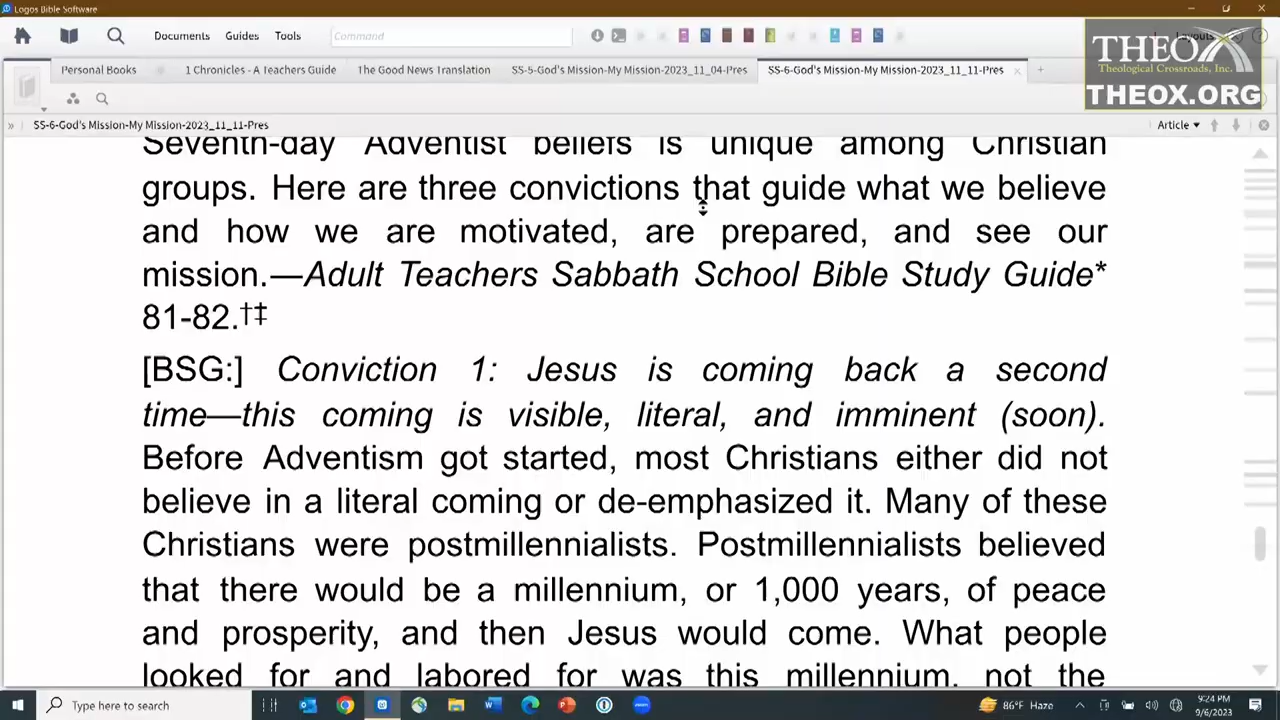 Logos Bible Software
Documents Guides Tools Command Layouts
THEOX
Theological Crossroads, Inc.
THEOX.ORG
Personal Books 1 Chronicles - A Teachers Guide The Good News Abou SS-5-God's Mission-My Mission-2023_11_04-Pres SS-6-God's Mission-My Mission-2023_11_11-Pres
SS-6-God's Mission-My Mission-2023_11_11-Pres Article
Seventh-day Adventist beliefs is unique among Christian
groups. Here are three convictions that guide what we believe
and how we are motivated, are prepared, and see our
mission.—Adult Teachers Sabbath School Bible Study Guide*
81-82.†‡
[BSG:] Conviction 1: Jesus is coming back a second
time—this coming is visible, literal, and imminent (soon).
Before Adventism got started, most Christians either did not
believe in a literal coming or de-emphasized it. Many of these
Christians were postmillennialists. Postmillennialists believed
that there would be a millennium, or 1,000 years, of peace
and prosperity, and then Jesus would come. What people
looked for and labored for was this millennium, not the
Type here to search 86°F Haze 9:24 PM
9/6/2023